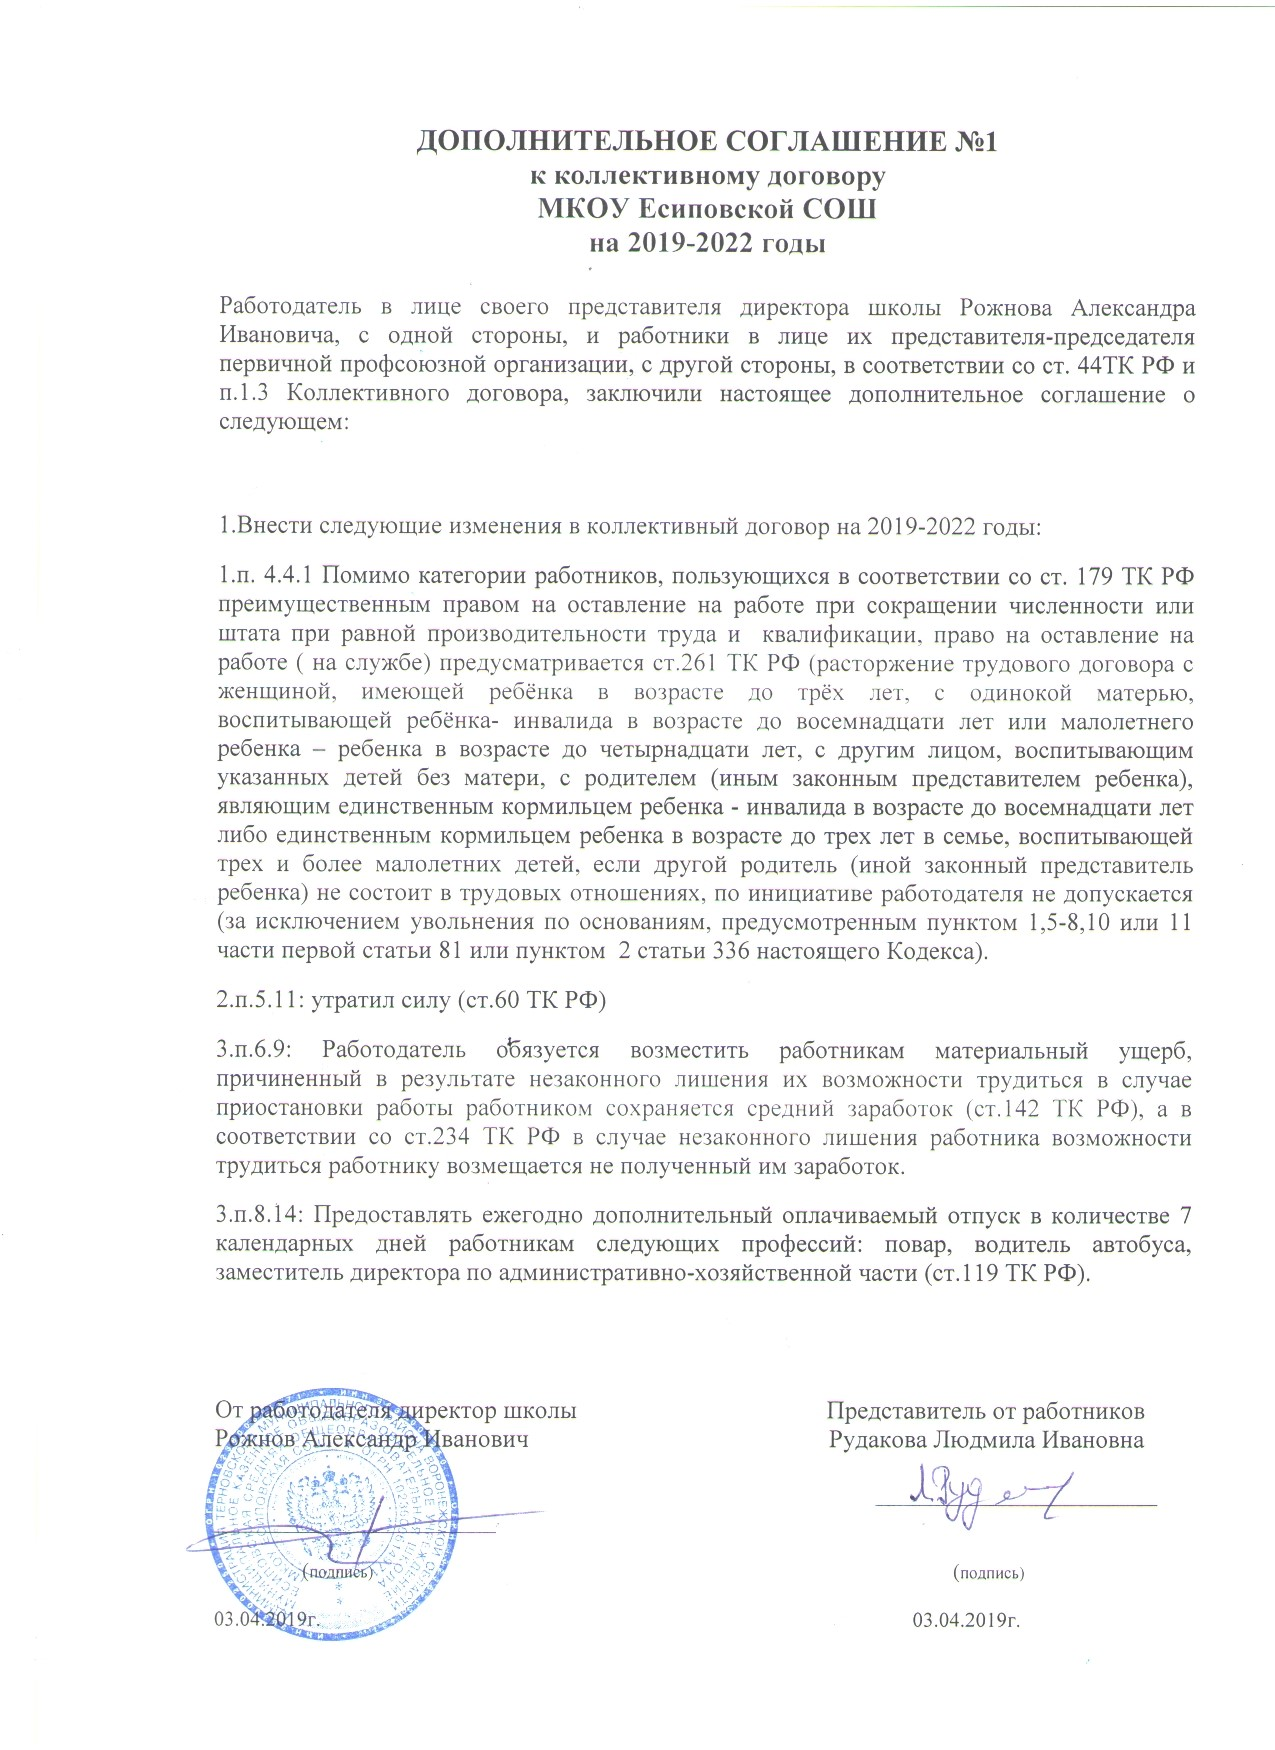 ДОПОЛНИТЕЛЬНОЕ СОГЛАШЕНИЕ №1
к коллективному договору
МКОУ Есиповской СОШ
на 2019-2022 годы
Работодатель в лице своего представителя директора школы Рожнова Александра
Ивановича, с одной стороны, и работники в лице их представителя-председателя
первичной профсоюзной организации, с другой стороны, в соответствии со ст. 44ТК РФ и
п.1.3 Коллективного договора, заключили настоящее дополнительное соглашение о
следующем:
1.Внести следующие изменения в коллективный договор на 2019-2022 годы:
1.п. 4.4.1 Помимо категории работников, пользующихся в соответствии со ст. 179 ТК РФ
преимущественным правом на оставление на работе при сокращении численности или
штата при равной производительности труда и квалификации, право на оставление на
работе ( на службе) предусматривается ст.261 ТК РФ (расторжение трудового договора с
женщиной, имеющей ребёнка в возрасте до трёх лет, с одинокой матерью,
воспитывающей ребёнка- инвалида в возрасте до восемнадцати лет или малолетнего
ребенка – ребенка в возрасте до четырнадцати лет, с другим лицом, воспитывающим
указанных детей без матери, с родителем (иным законным представителем ребенка),
являющим единственным кормильцем ребенка - инвалида в возрасте до восемнадцати лет
либо единственным кормильцем ребенка в возрасте до трех лет в семье, воспитывающей
трех и более малолетних детей, если другой родитель (иной законный представитель
ребенка) не состоит в трудовых отношениях, по инициативе работодателя не допускается
(за исключением увольнения по основаниям, предусмотренным пунктом 1,5-8,10 или 11
части первой статьи 81 или пунктом 2 статьи 336 настоящего Кодекса).
2.п.5.11: утратил силу (ст.60 ТК РФ)
3.п.6.9: Работодатель обязуется возместить работникам материальный ущерб,
причиненный в результате незаконного лишения их возможности трудиться в случае
приостановки работы работником сохраняется средний заработок (ст.142 ТК РФ), а в
соответствии со ст.234 ТК РФ в случае незаконного лишения работника возможности
трудиться работнику возмещается не полученный им заработок.
3.п.8.14: Предоставлять ежегодно дополнительный оплачиваемый отпуск в количестве 7
календарных дней работникам следующих профессий: повар, водитель автобуса,
заместитель директора по административно-хозяйственной части (ст.119 ТК РФ).
От работодателя директор школы
Рожнов Александр Иванович
(подпись)
03.04.2019г.
Представитель от работников
Рудакова Людмила Ивановна
(подпись)
03.04.2019г.